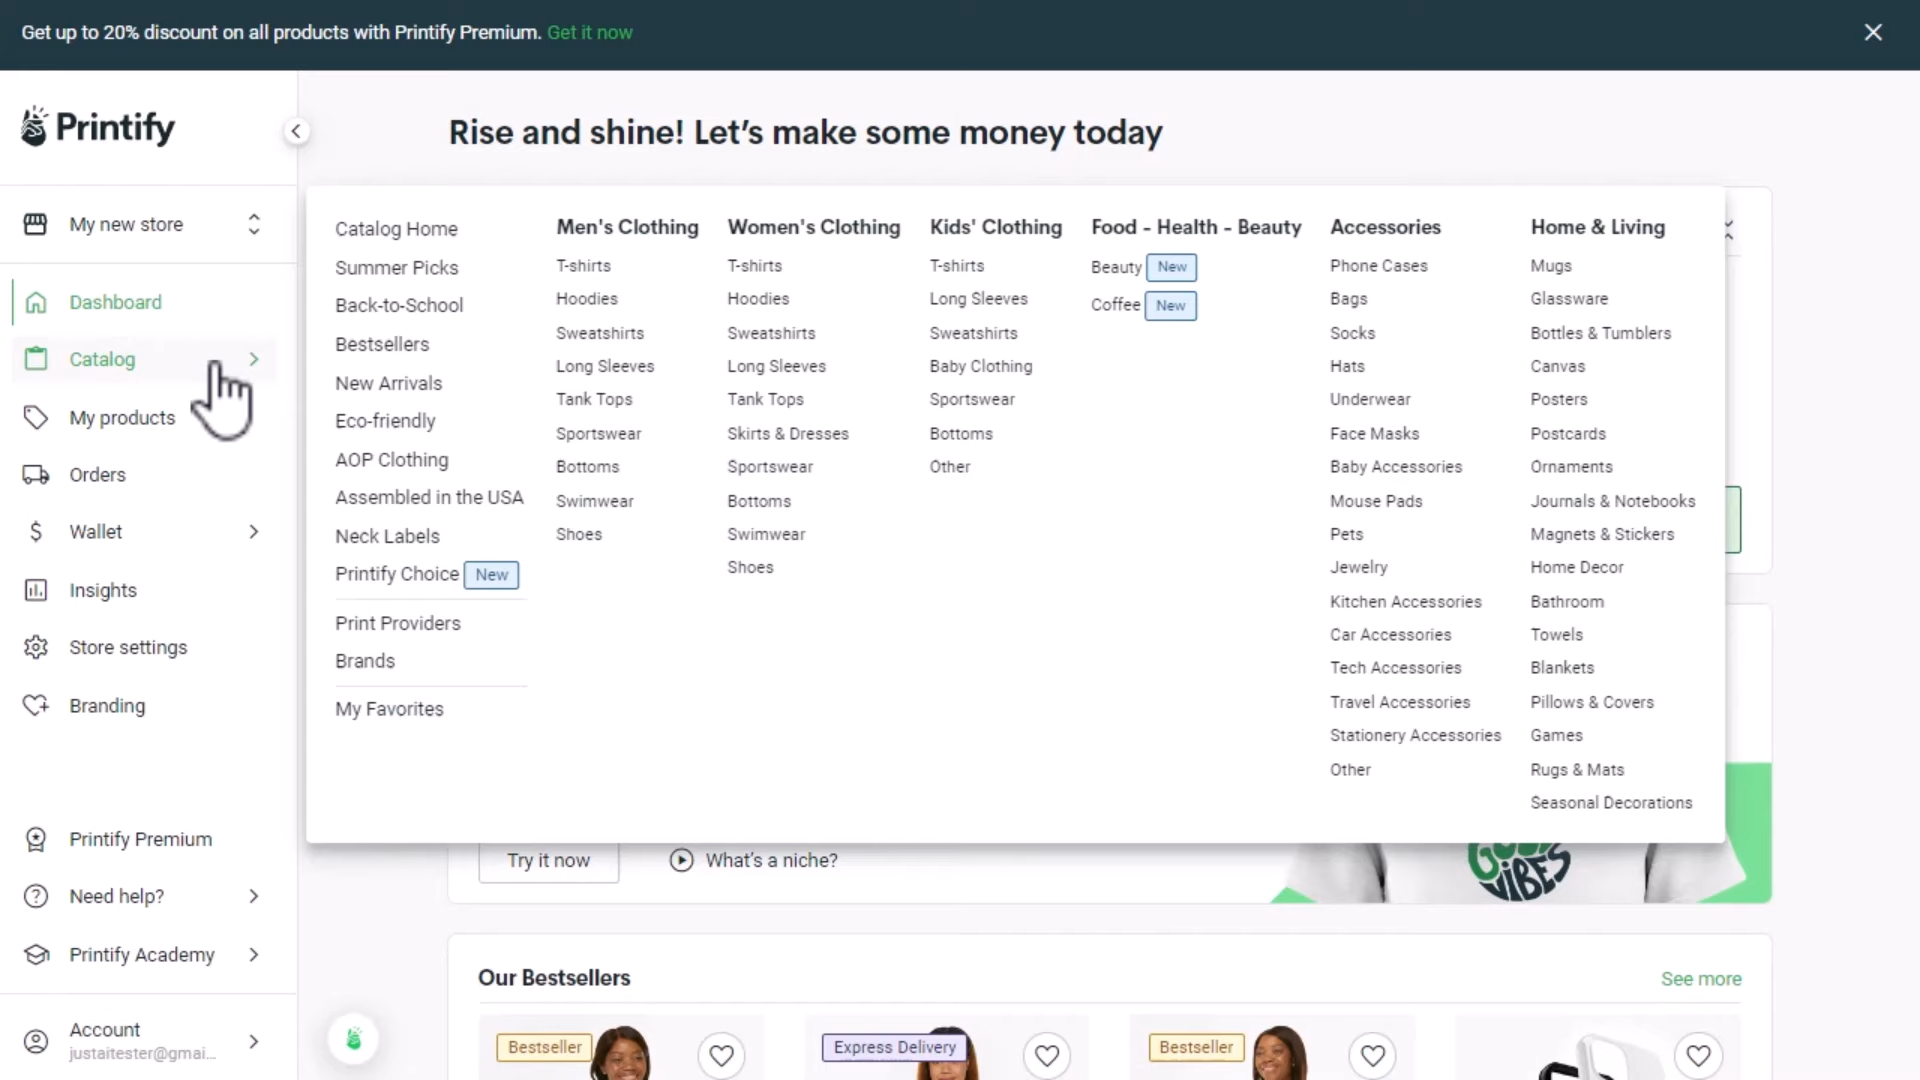 Get up to 20% discount on all products with Printify Premium. Get it now
Printify
My new store
Dashboard
Catalog
My products
Orders
Wallet
Insights
Store settings
Branding
Printify Premium
Need help?
Printify Academy
Account
justaitester@gmai...
Rise and shine! Let's make some money today
Catalog Home
Summer Picks
Back-to-School
Bestsellers
New Arrivals
Eco-friendly
AOP Clothing
Assembled in the USA
Neck Labels
Printify Choice New
Print Providers
Brands
My Favorites
Men's Clothing
T-shirts
Hoodies
Sweatshirts
Long Sleeves
Tank Tops
Sportswear
Bottoms
Swimwear
Shoes
Women's Clothing
T-shirts
Hoodies
Sweatshirts
Long Sleeves
Tank Tops
Skirts & Dresses
Sportswear
Bottoms
Swimwear
Shoes
Kids' Clothing
T-shirts
Long Sleeves
Sweatshirts
Baby Clothing
Sportswear
Bottoms
Other
Food - Health - Beauty
Beauty New
Coffee New
Accessories
Phone Cases
Bags
Socks
Hats
Underwear
Face Masks
Baby Accessories
Mouse Pads
Pets
Jewelry
Kitchen Accessories
Car Accessories
Tech Accessories
Travel Accessories
Stationery Accessories
Other
Home & Living
Mugs
Glassware
Bottles & Tumblers
Canvas
Posters
Postcards
Ornaments
Journals & Notebooks
Magnets & Stickers
Home Decor
Bathroom
Towels
Blankets
Pillows & Covers
Games
Rugs & Mats
Seasonal Decorations
Try it now
What's a niche?
GOOD
VIBES
Our Bestsellers
See more
Bestseller
Express Delivery
Bestseller